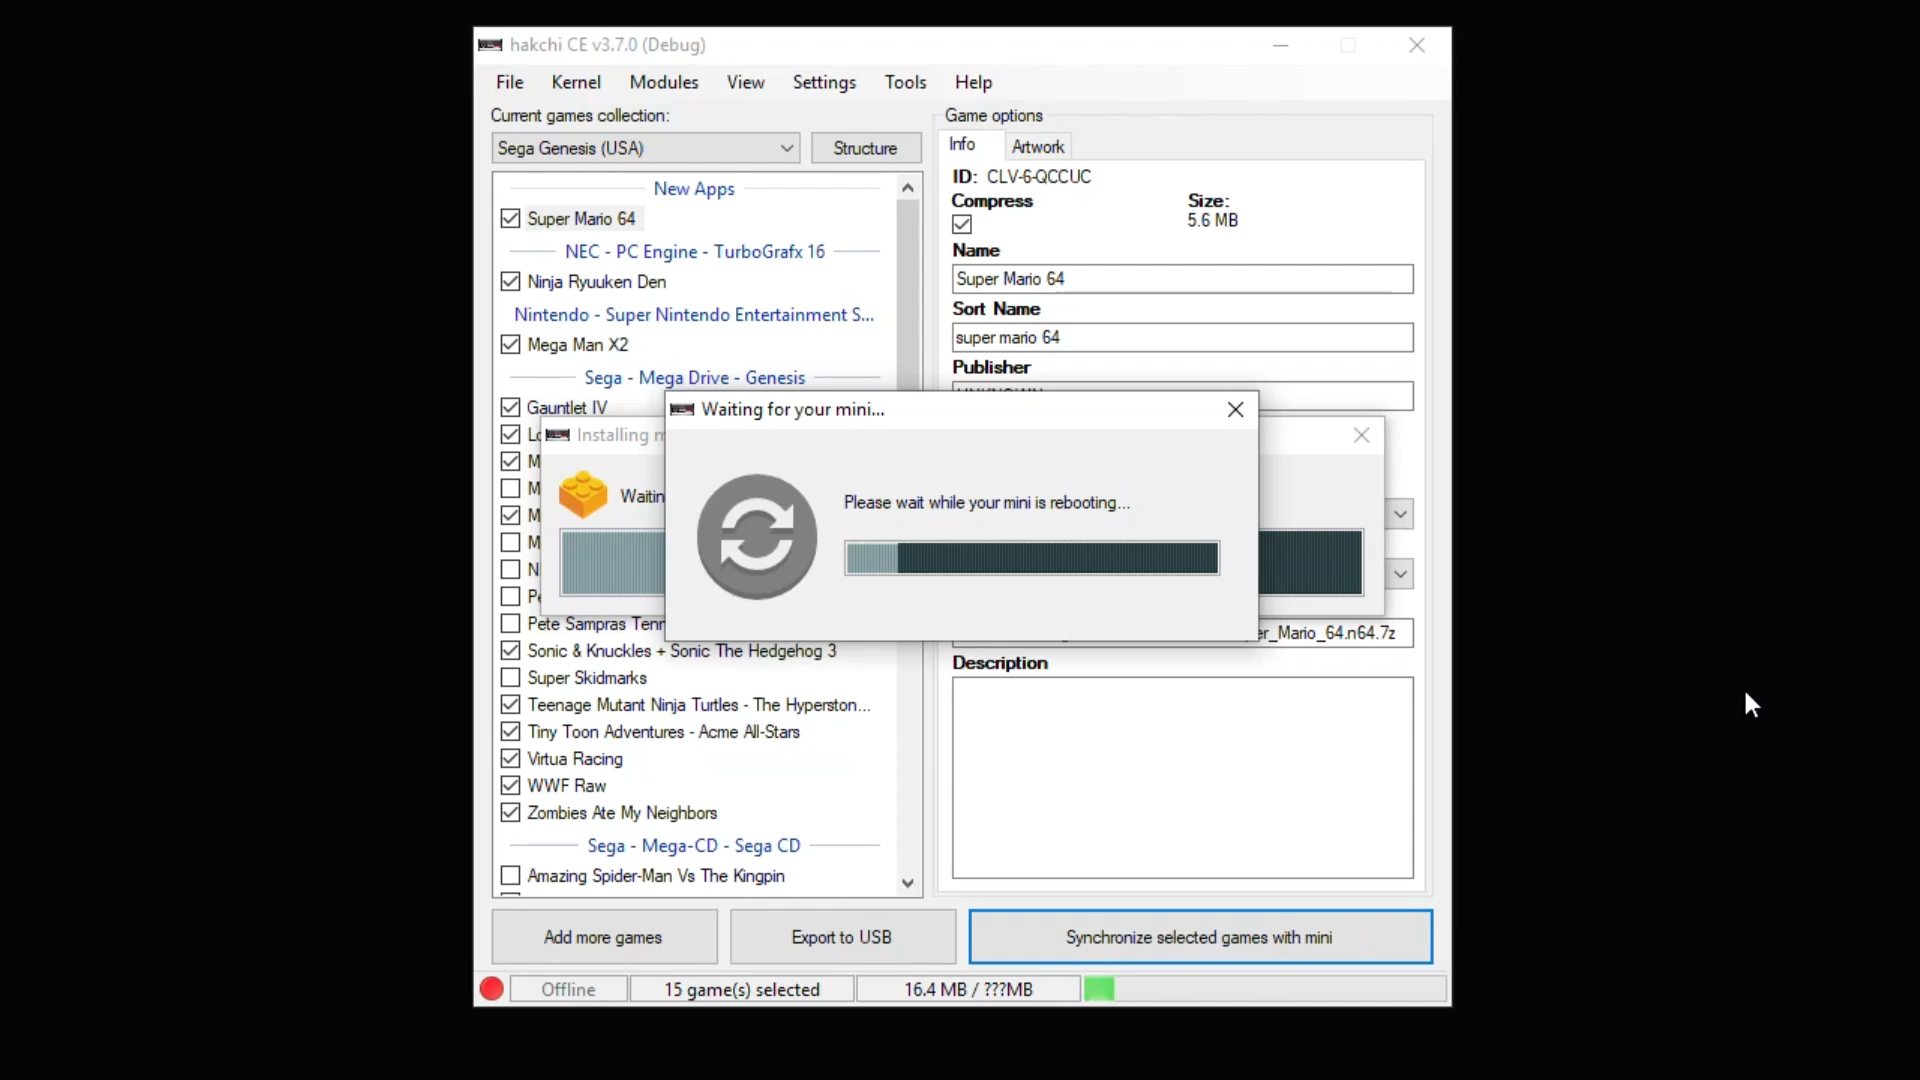 hakchi CE v3.7.0 (Debug)
File Kernel Modules View Settings Tools Help
Current games collection:
Sega Genesis (USA)
Structure
New Apps
Super Mario 64
NEC - PC Engine - TurboGrafx 16
Ninja Ryuuken Den
Nintendo - Super Nintendo Entertainment S...
Mega Man X2
Sega - Mega Drive - Genesis
Gauntlet IV
Pete Sampras Tenn
Sonic & Knuckles + Sonic The Hedgehog 3
Super Skidmarks
Teenage Mutant Ninja Turtles - The Hyperston...
Tiny Toon Adventures - Acme All-Stars
Virtua Racing
WWF Raw
Zombies Ate My Neighbors
Sega - Mega-CD - Sega CD
Amazing Spider-Man Vs The Kingpin
Game options
Info Artwork
ID: CLV-6-QCCUC
Compress
Size:
5.6 MB
Name
Super Mario 64
Sort Name
super mario 64
Publisher
er_Mario_64.n64.7z
Description
Installing m
Waitin
Waiting for your mini...
Please wait while your mini is rebooting...
Add more games
Export to USB
Synchronize selected games with mini
Offline
15 game(s) selected
16.4 MB / ???MB